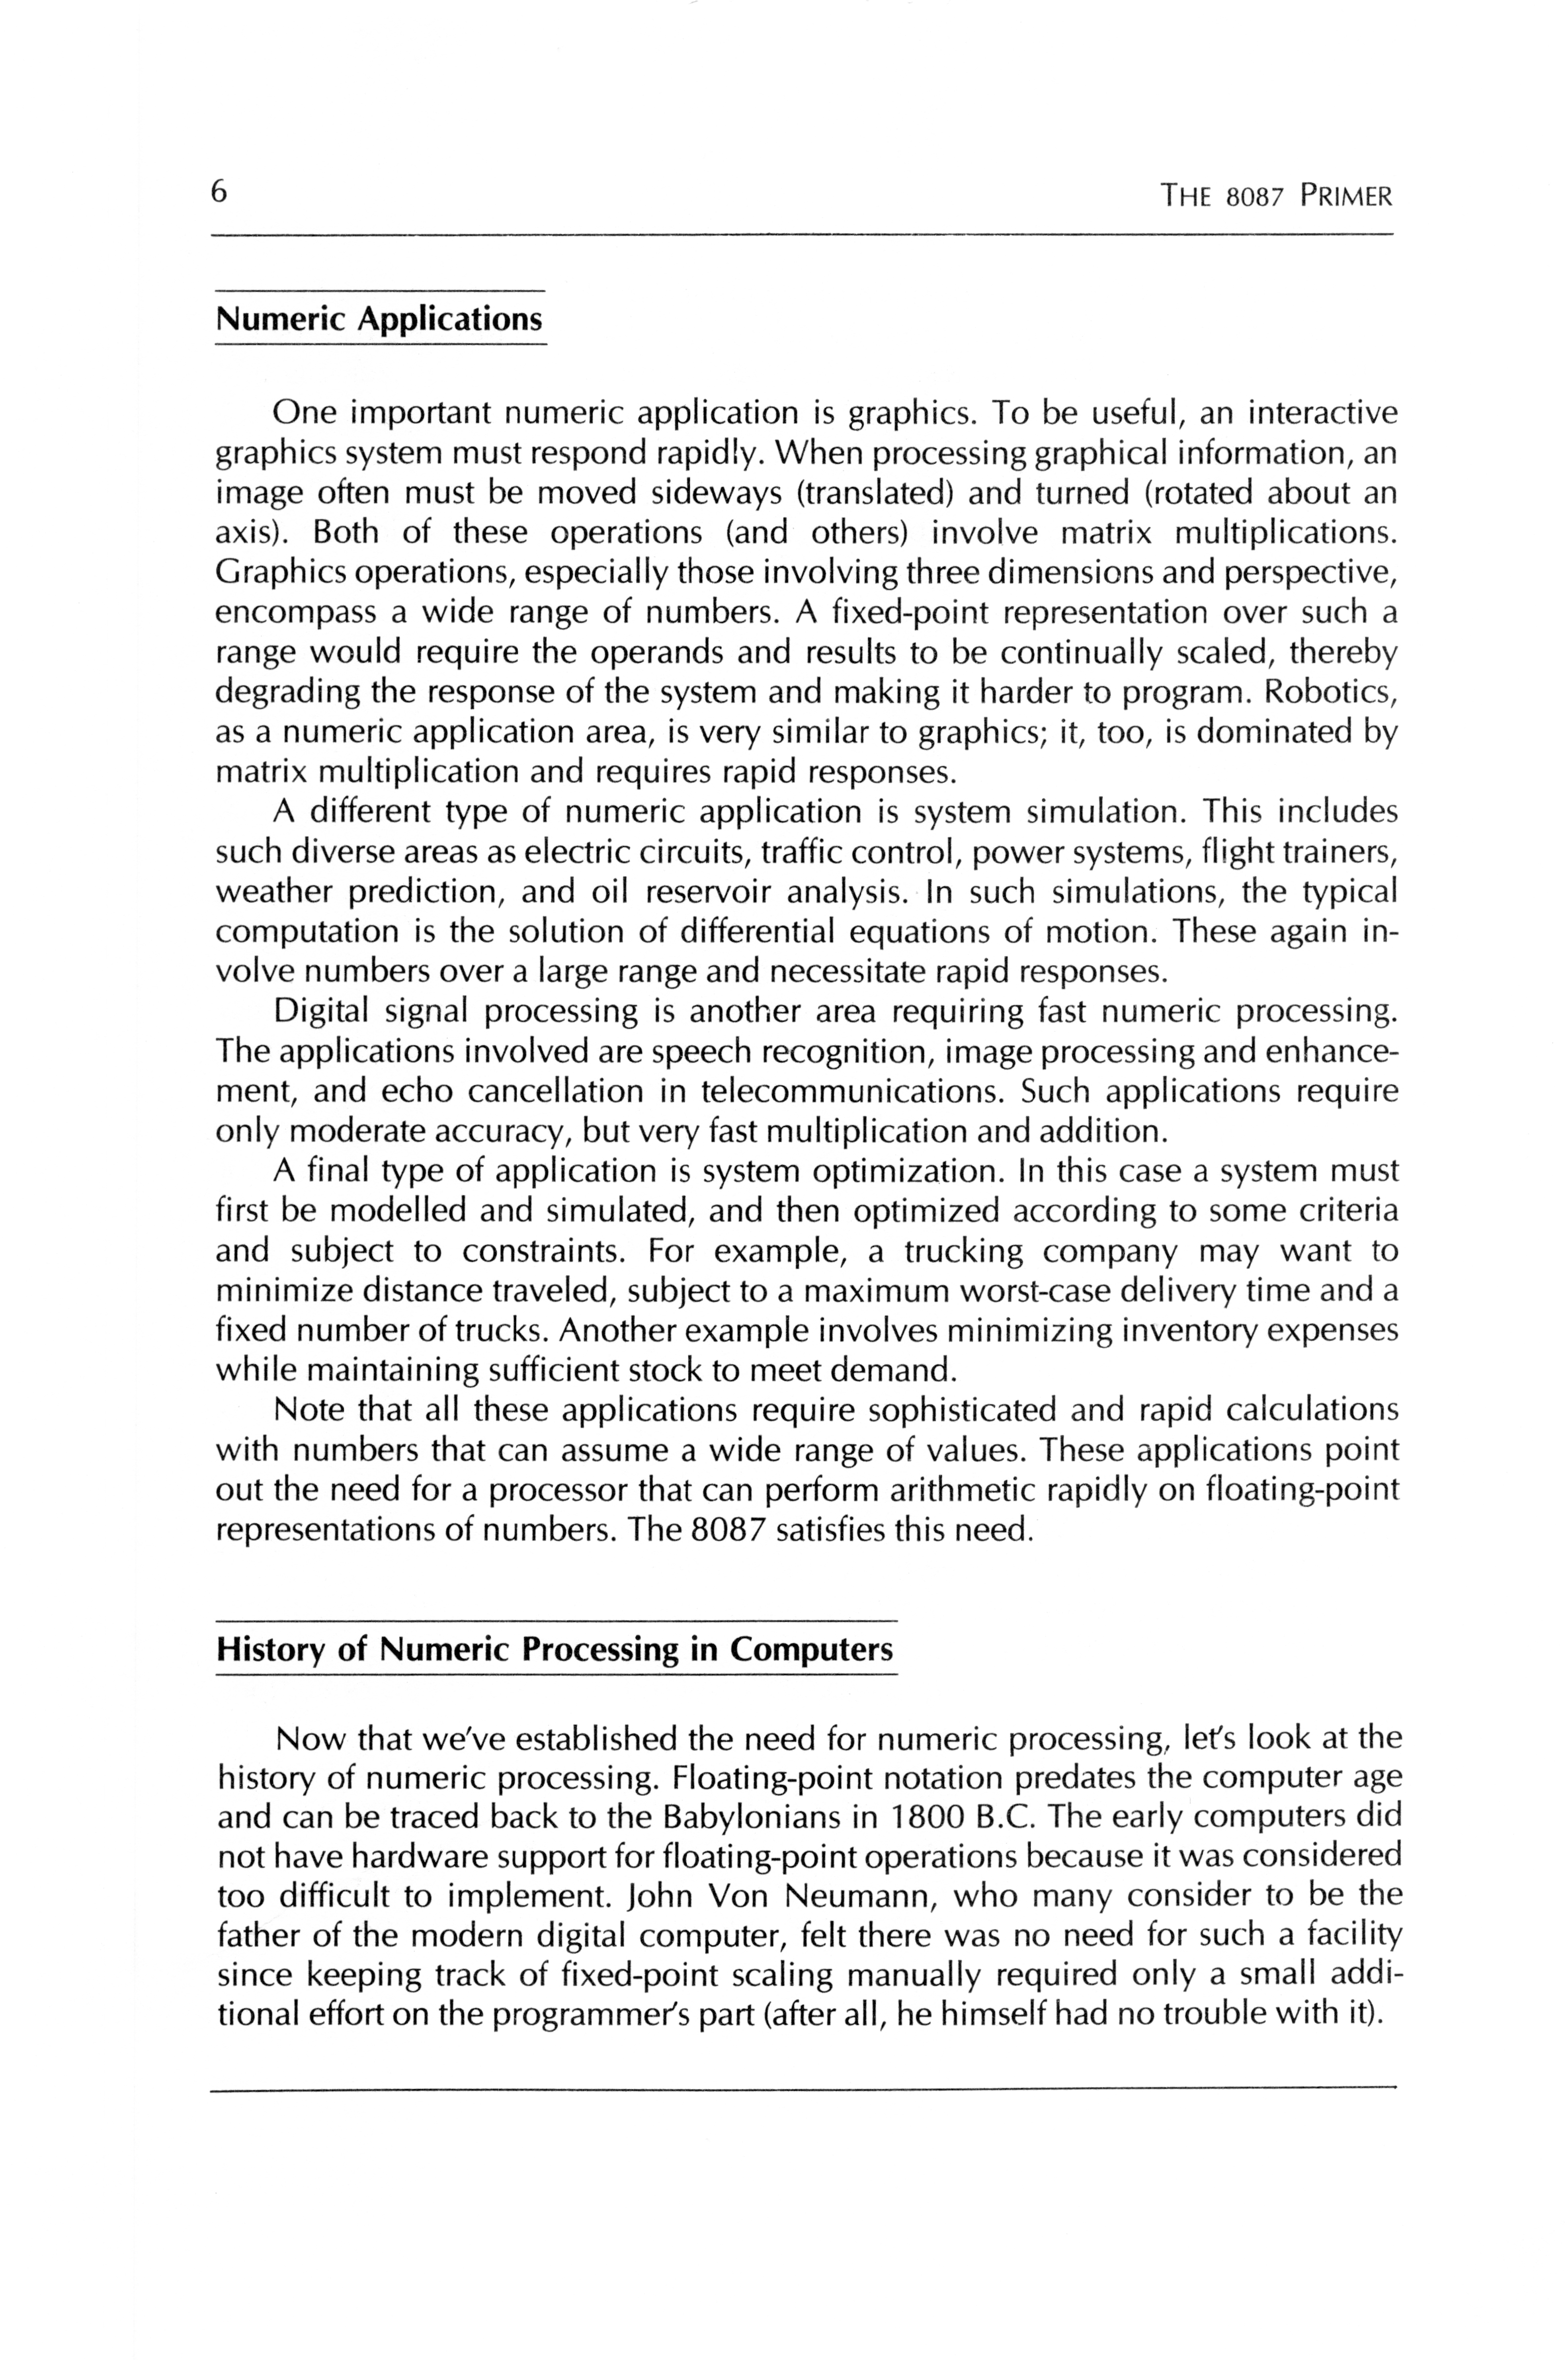 6
THE 8087 PRIMER
Numeric Applications
One important numeric application is graphics. To be useful, an interactive
graphics system must respond rapidly. When processing graphical information, an
image often must be moved sideways (translated) and turned (rotated about an
axis). Both of these operations (and others) involve matrix multiplications.
Graphics operations, especially those involving three dimensions and perspective,
encompass a wide range of numbers. A fixed-point representation over such a
range would require the operands and results to be continually scaled, thereby
degrading the response of the system and making it harder to program. Robotics,
as a numeric application area, is very similar to graphics; it, too, is dominated by
matrix multiplication and requires rapid responses.
A different type of numeric application is system simulation. This includes
such diverse areas as electric circuits, traffic control, power systems, flight trainers,
weather prediction, and oil reservoir analysis. In such simulations, the typical
computation is the solution of differential equations of motion. These again in-
volve numbers over a large range and necessitate rapid responses.
Digital signal processing is another area requiring fast numeric processing.
The applications involved are speech recognition, image processing and enhance-
ment, and echo cancellation in telecommunications. Such applications require
only moderate accuracy, but very fast multiplication and addition.
A final type of application is system optimization. In this case a system must
first be modelled and simulated, and then optimized according to some criteria
and subject to constraints. For example, a trucking company may want to
minimize distance traveled, subject to a maximum worst-case delivery time and a
fixed number of trucks. Another example involves minimizing inventory expenses
while maintaining sufficient stock to meet demand.
Note that all these applications require sophisticated and rapid calculations
with numbers that can assume a wide range of values. These applications point
out the need for a processor that can perform arithmetic rapidly on floating-point
representations of numbers. The 8087 satisfies this need.
History of Numeric Processing in Computers
Now that we've established the need for numeric processing, let's look at the
history of numeric processing. Floating-point notation predates the computer age
and can be traced back to the Babylonians in 1800 B.C. The early computers did
not have hardware support for floating-point operations because it was considered
too difficult to implement. John Von Neumann, who many consider to be the
father of the modern digital computer, felt there was no need for such a facility
since keeping track of fixed-point scaling manually required only a small addi-
tional effort on the programmer's part (after all, he himself had no trouble with it).